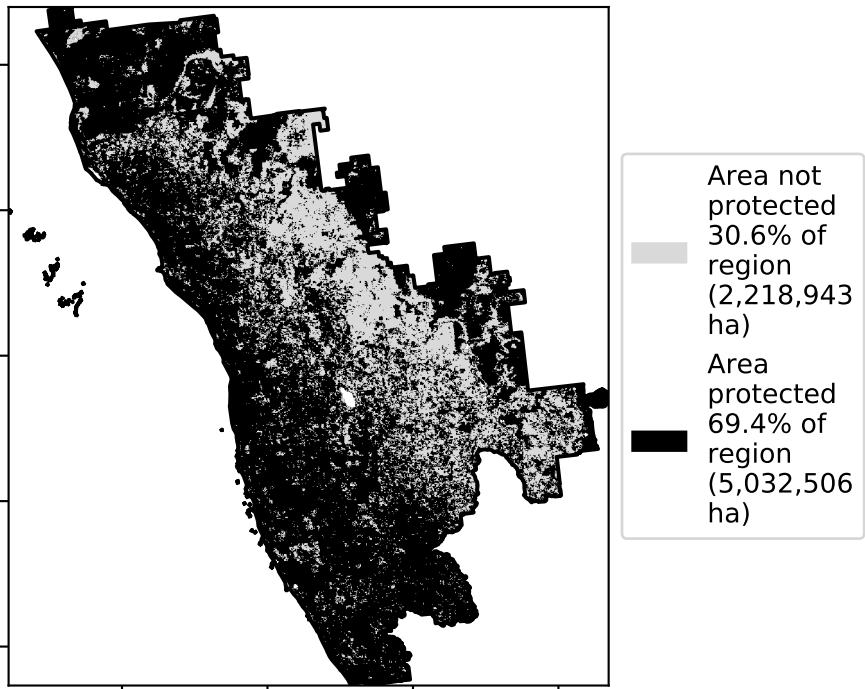 Area not
protected
30.6% of
region
(2,218,943
ha)
Area
protected
69.4% of
region
(5,032,506
ha)